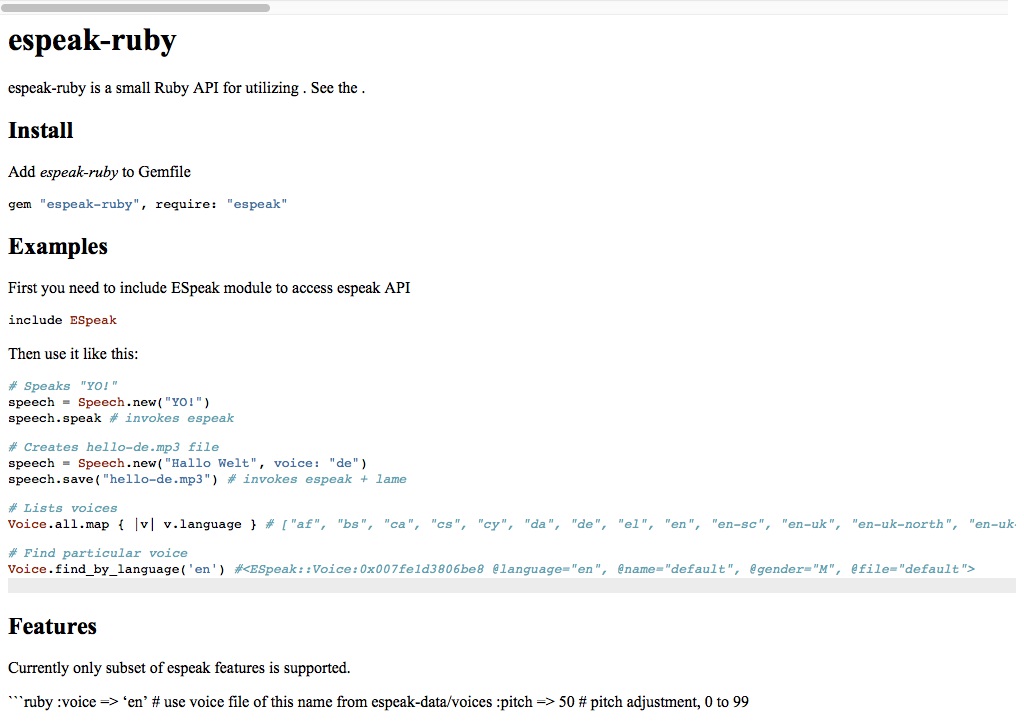 espeak-ruby
espeak-ruby is a small Ruby API for utilizing . See the .
Install
Add espeak-ruby to Gemfile
gem "espeak-ruby", require: "espeak"
Examples
First you need to include ESpeak module to access espeak API
include ESpeak
Then use it like this:
# Speaks "YO!"
speech = Speech.new("YO!")
speech.speak # invokes espeak
# Creates hello-de.mp3 file
speech = Speech.new("Hallo Welt", voice: "de")
speech.save("hello-de.mp3") # invokes espeak + lame
# Lists voices
Voice.all.map { |v| v.language } # ["af", "bs", "ca", "cs", "cy", "da", "de", "el", "en", "en-sc", "en-uk", "en-uk-north", "en-uk-
# Find particular voice
Voice.find_by_language('en') #<ESpeak::Voice:0x007fe1d3806be8 @language="en", @name="default", @gender="M", @file="default">
Features
Currently only subset of espeak features is supported.
```ruby :voice => ‘en’ # use voice file of this name from espeak-data/voices :pitch => 50 # pitch adjustment, 0 to 99